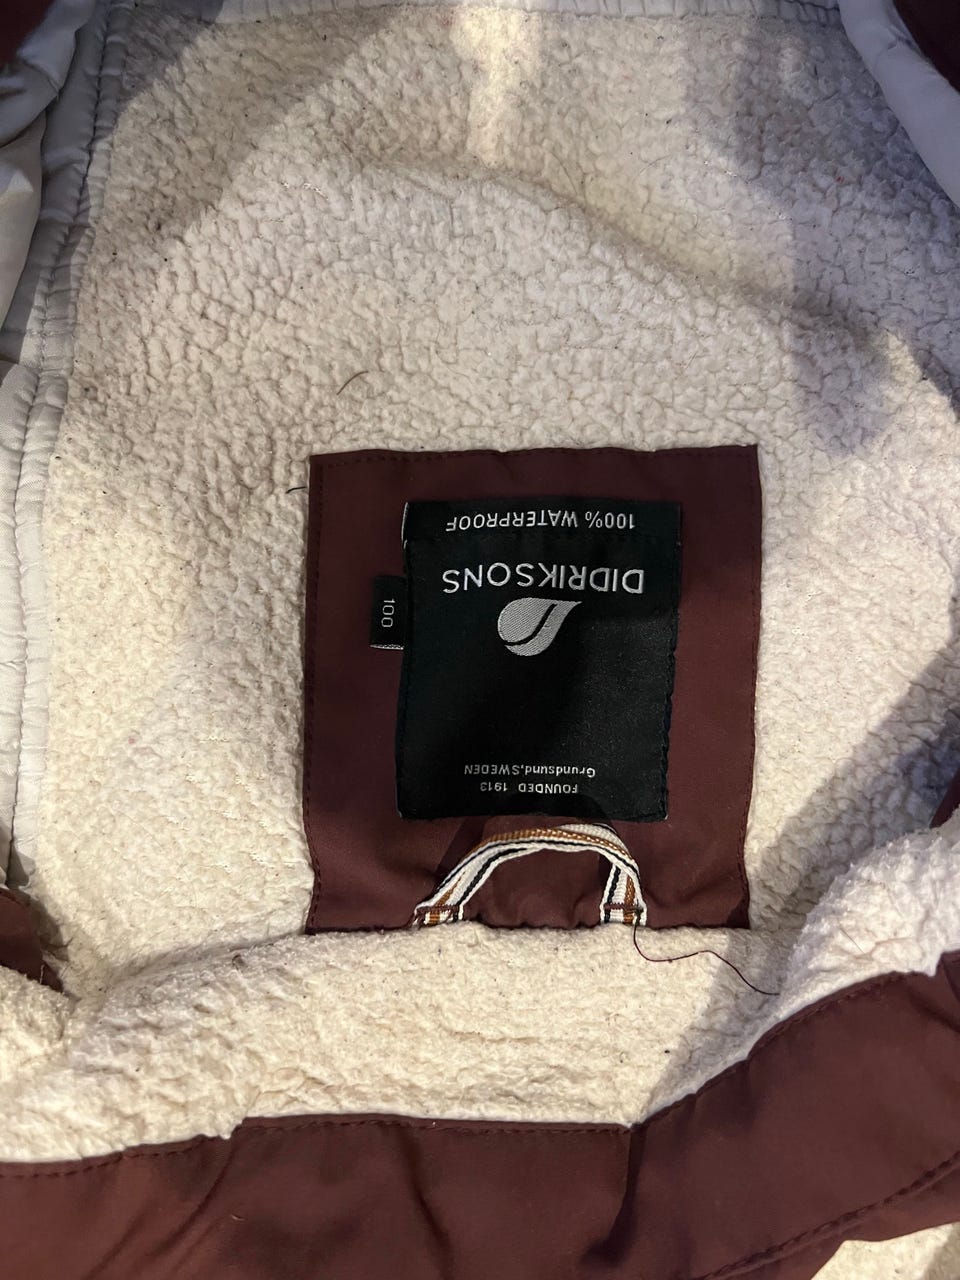 100% WATERPROOF
DIDRIKSONS
FOUNDED 1913
Grundsund,SWEDEN
100